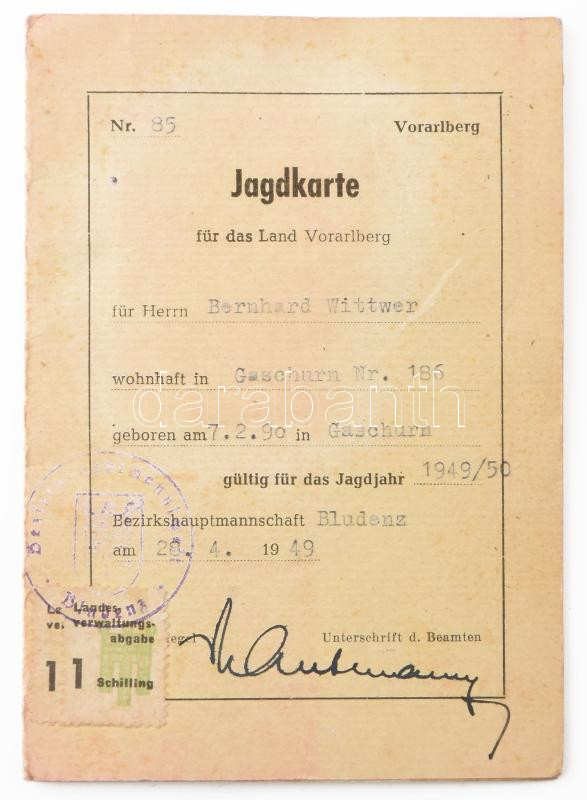 Nr. 85 Vorarlberg
Jagdkarte
für das Land Vorarlberg
für Herrn Bernhard Wittwer
wohnhaft in Gaschurn Nr. 186
darabanth
geboren am 7.2.90 in Gaschurn
gültig für das Jagdjahr 1949/50
Bezirkshauptmannschaft Bludenz
am 28. 4. 1949
Bludenz
Landes-
Verwaltungs-
abgabe
11 Schilling
Unterschrift d. Beamten